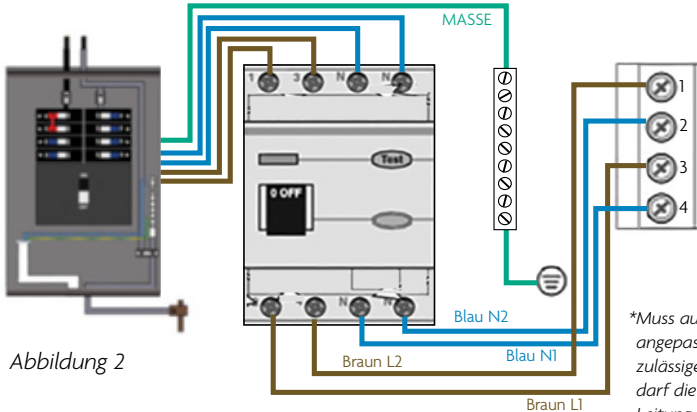 MASSE
1 3 N N
Test
0 OFF
1
2
3
4
N N
Blau N2
Braun L2
Blau N1
Braun L1
Abbildung 2
*Muss au
angepas
zulässige
darf die
Leitung